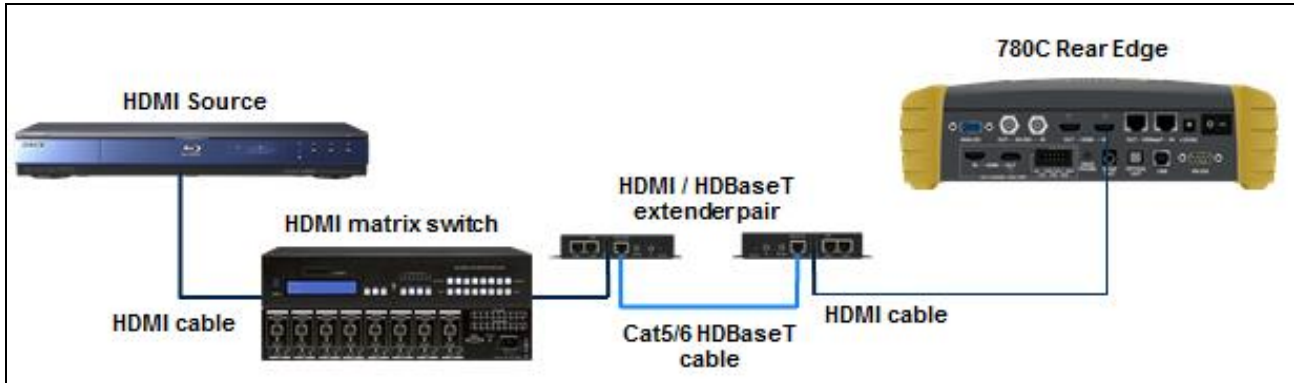 780C Rear Edge
HDMI Source
HDMI / HDBaseT
extender pair
HDMI matrix switch
HDMI cable
HDMI cable
Cat5/6 HDBaseT
cable